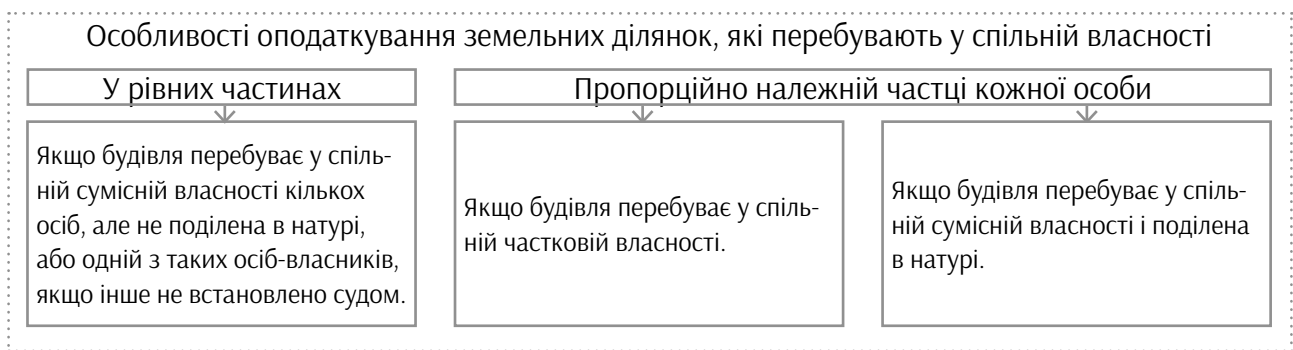 Особливості оподаткування земельних ділянок, які перебувають у спільній власності
У рівних частинах
Пропорційно належній частці кожної особи
Якщо будівля перебуває у спіль-
ній сумісній власності кількох
осіб, але не поділена в натурі,
або одній з таких осіб-власників,
якщо інше не встановлено судом.
Якщо будівля перебуває у спіль-
ній частковій власності.
Якщо будівля перебуває у спіль-
ній сумісній власності і поділена
в натурі.